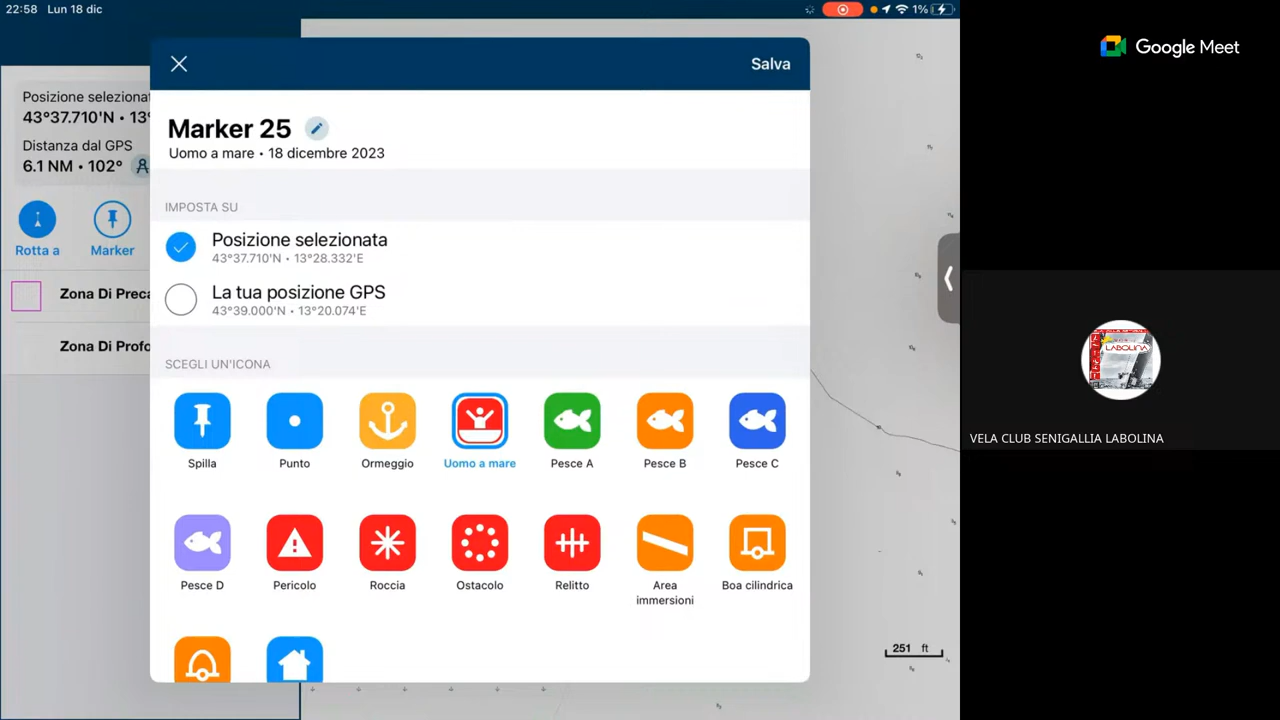 22:58 Lun 18 dic
1%
Google Meet
Salva
Posizione selezionat
43°37.710'N • 13°
Distanza dal GPS
6.1 NM • 102°
Rotta a
Marker
Zona Di Preca
Zona Di Profo
Marker 25
Uomo a mare • 18 dicembre 2023
IMPOSTA SU
Posizione selezionata
43°37.710'N • 13°28.332'E
La tua posizione GPS
43°39.000'N • 13°20.074'E
SCEGLI UN'ICONA
Spilla
Punto
Ormeggio
Uomo a mare
Pesce A
Pesce B
Pesce C
Pesce D
Pericolo
Roccia
Ostacolo
Relitto
Area
immersioni
Boa cilindrica
251 ft
LABOLINA
VELA CLUB SENIGALLIA LABOLINA